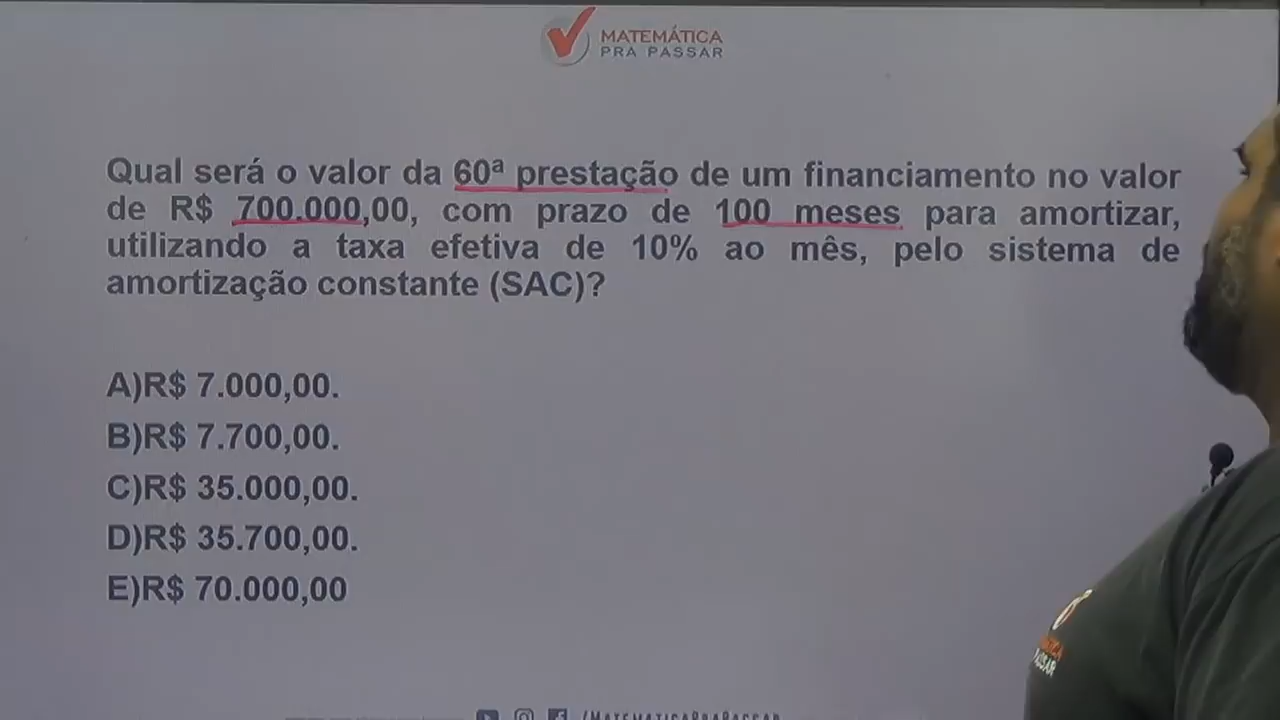 MATEMÁTICA
PRA PASSAR
Qual será o valor da 60ª prestação de um financiamento no valor
de R$ 700.000,00, com prazo de 100 meses para amortizar,
utilizando a taxa efetiva de 10% ao mês, pelo sistema de
amortização constante (SAC)?
A)R$ 7.000,00.
B)R$ 7.700,00.
C)R$ 35.000,00.
D)R$ 35.700,00.
E)R$ 70.000,00
/MATEMATICAPRAPASSAR